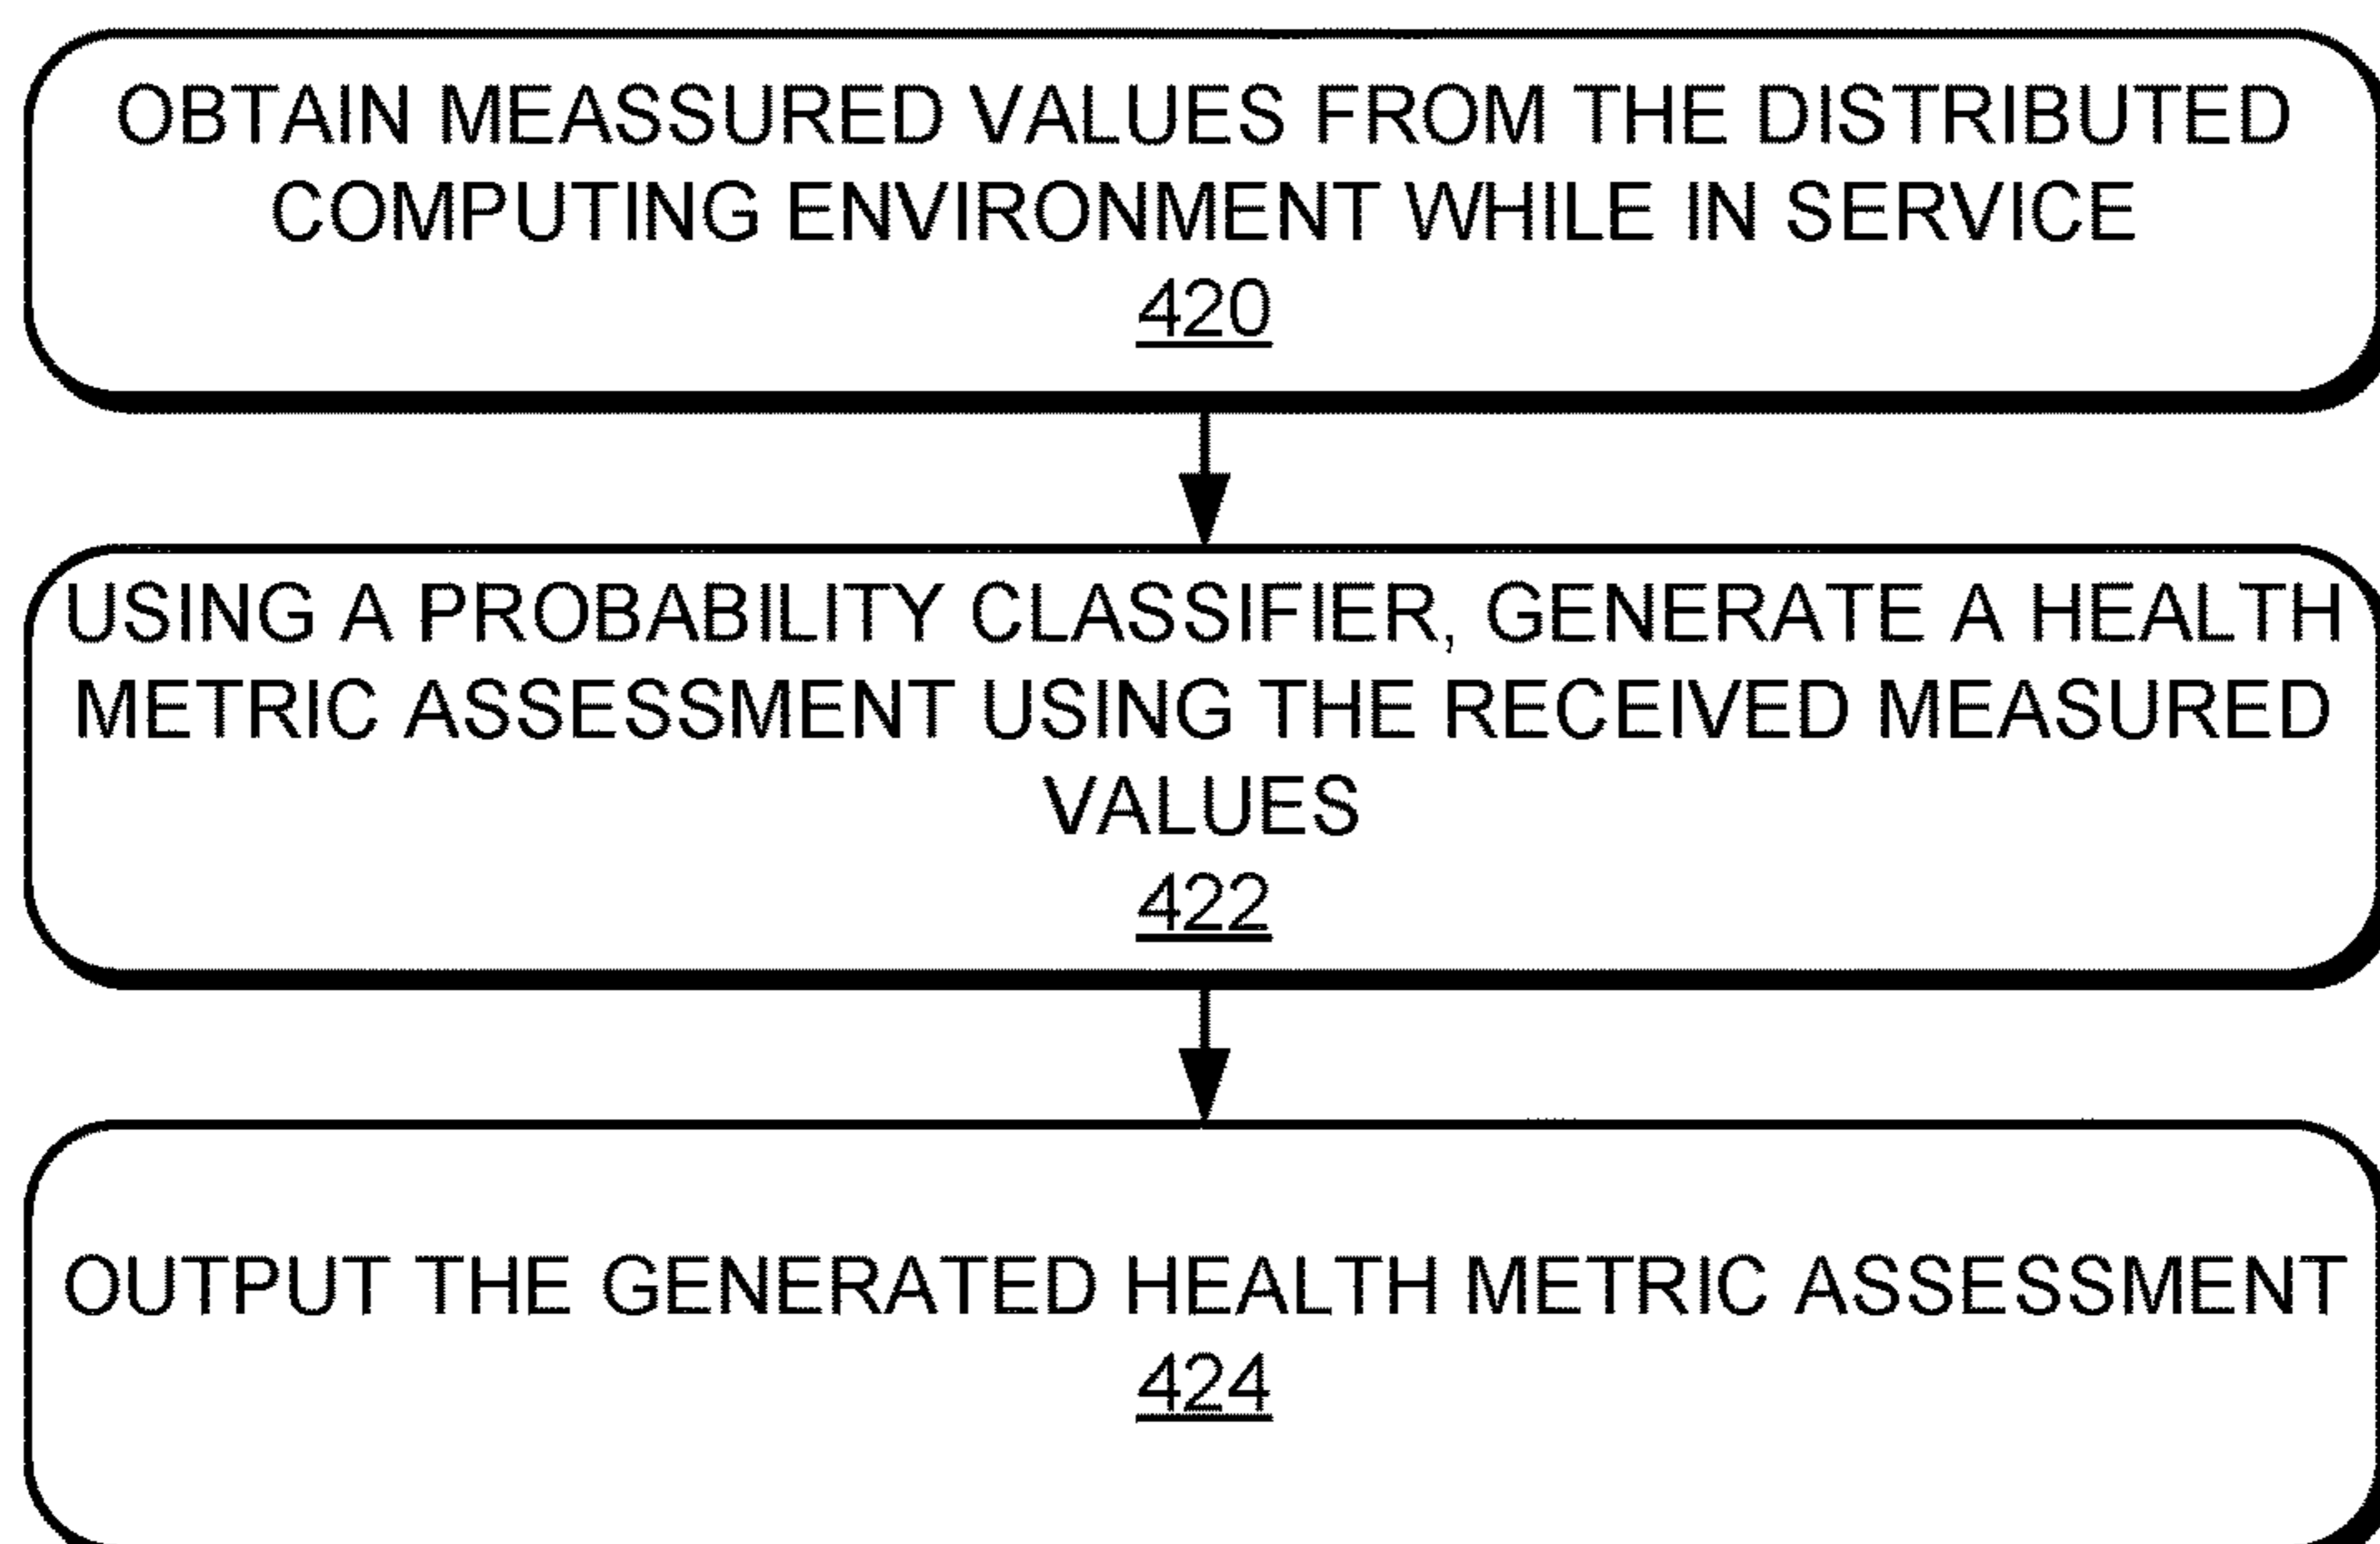 OBTAIN MEASSURED VALUES FROM THE DISTRIBUTED
COMPUTING ENVIRONMENT WHILE IN SERVICE
420
USING A PROBABILITY CLASSIFIER, GENERATE A HEALTH
METRIC ASSESSMENT USING THE RECEIVED MEASURED
VALUES
422
OUTPUT THE GENERATED HEALTH METRIC ASSESSMENT
424